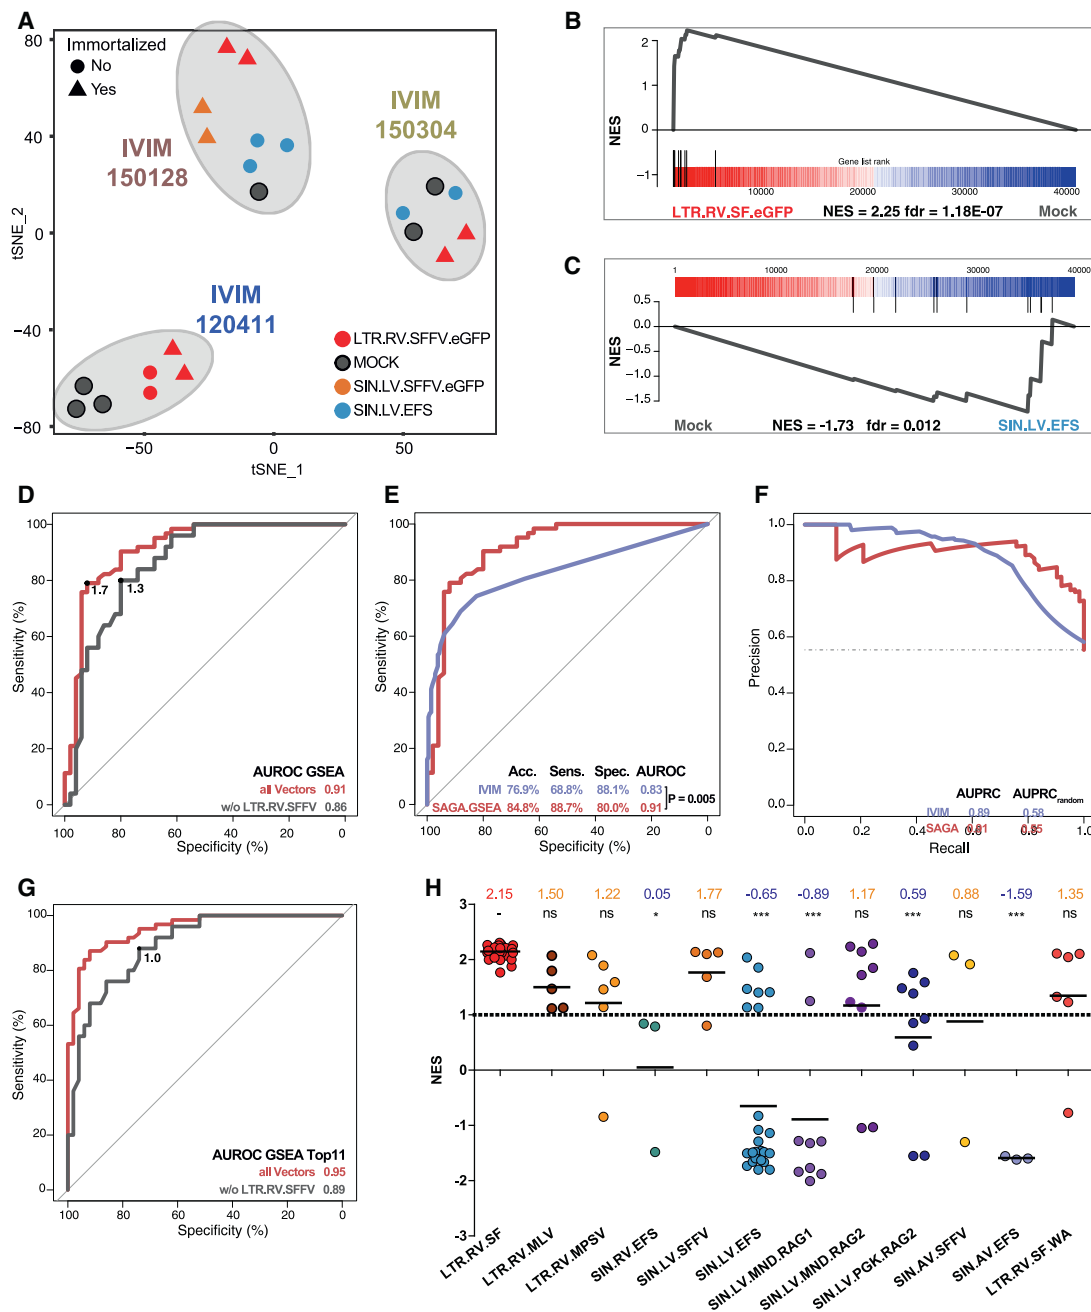 A
Immortalized
No
Yes
IVIM
150128
IVIM
150304
IVIM
120411
LTR.RV.SFFV.eGFP
MOCK
SIN.LV.SFFV.eGFP
SIN.LV.EFS
80
40
0
−40
−80
−50
0
50
tSNE_2
tSNE_1
B
2
1
0
−1
NES
Gene list rank
10000
20000
30000
40000
LTR.RV.SF.eGFP
NES = 2.25 fdr = 1.18E-07
Mock
C
1
10000
20000
30000
40000
0.5
0.0
−0.5
−1.0
−1.5
NES
Mock
NES = -1.73 fdr = 0.012
SIN.LV.EFS
D
100
80
60
40
20
0
Sensitivity (%)
1.7
1.3
AUROC GSEA
all Vectors 0.91
w/o LTR.RV.SFFV 0.86
100 80 60 40 20 0
Specificity (%)
E
100
80
60
40
20
0
Sensitivity (%)
Acc. Sens. Spec. AUROC
IVIM 76.9% 68.8% 88.1% 0.83
SAGA.GSEA 84.8% 88.7% 80.0% 0.91
P = 0.005
100 80 60 40 20 0
Specificity (%)
F
1.0
0.8
0.6
0.4
0.2
0.0
Precision
AUPRC AUPRCrandom
IVIM 0.89 0.58
SAGA
0.0 0.2 0.4 0.6 0.8 1.0
Recall
G
100
80
60
40
20
0
Sensitivity (%)
1.0
AUROC GSEA Top11
all Vectors 0.95
w/o LTR.RV.SFFV 0.89
100 80 60 40 20 0
Specificity (%)
H
2.15 1.50 1.22 0.05 1.77 -0.65 -0.89 1.17 0.59 0.88 -1.59 1.35
- ns ns * ns *** *** ns *** ns *** ns
3
2
1
0
-1
-2
-3
NES
LTR.RV.SF
LTR.RV.MLV
LTR.RV.MPSV
SIN.RV.EFS
SIN.LV.SFFV
SIN.LV.EFS
SIN.LV.MND.RAG1
SIN.LV.MND.RAG2
SIN.LV.PGK.RAG2
SIN.AV.SFFV
SIN.AV.EFS
LTR.RV.SF.WA